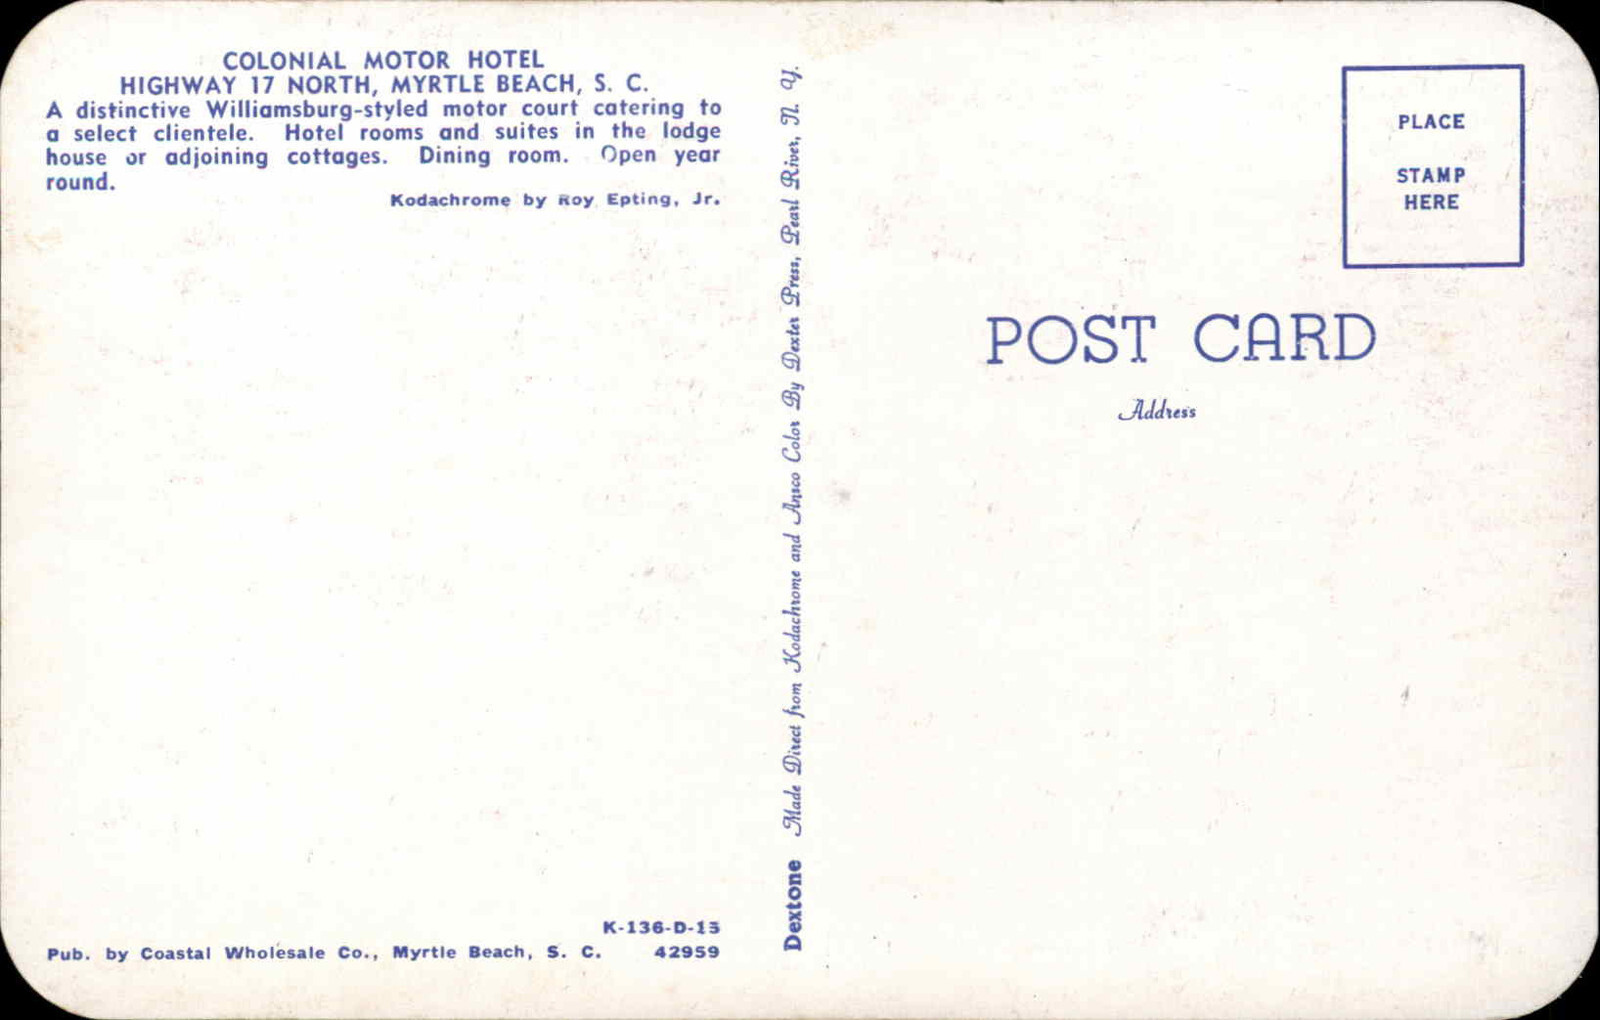 COLONIAL MOTOR HOTEL
HIGHWAY 17 NORTH, MYRTLE BEACH, S. C.
A distinctive Williamsburg-styled motor court catering to
a select clientele. Hotel rooms and suites in the lodge
house or adjoining cottages. Dining room. Open year
round.
Kodachrome by Roy Epting, Jr.
K-136-D-15
Pub. by Coastal Wholesale Co., Myrtle Beach, S. C. 42959
Dextone Made Direct from Kodachrome and Ansco Color By Dexter Press, Pearl River, N. Y.
PLACE
STAMP
HERE
POST CARD
Address